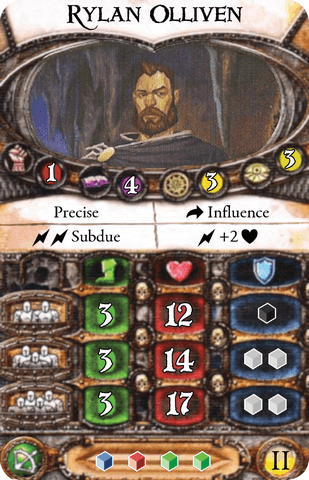 RYLAN OLLIVEN
1 4 3 3
Precise Influence
Subdue +2
3 12
3 14
3 17
II